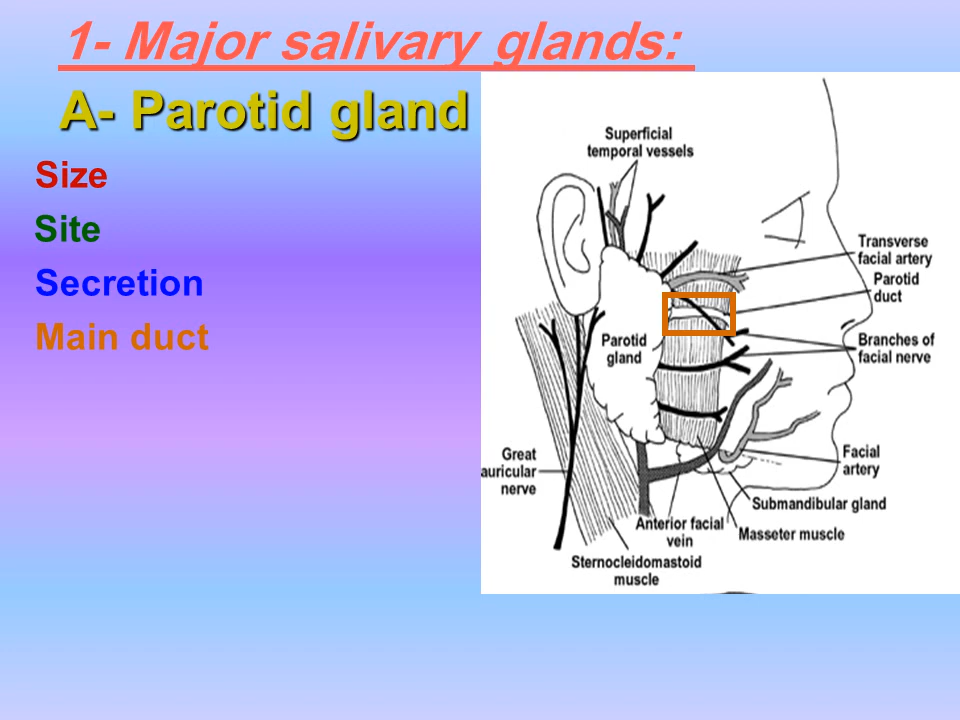 1- Major salivary glands:
A- Parotid gland
Size
Site
Secretion
Main duct
Superficial
temporal vessels
Transverse
facial artery
Parotid
duct
Parotid
gland
Branches of
facial nerve
Great
auricular
nerve
Facial
artery
Submandibular gland
Anterior facial
vein
Masseter muscle
Sternocleidomastoid
muscle